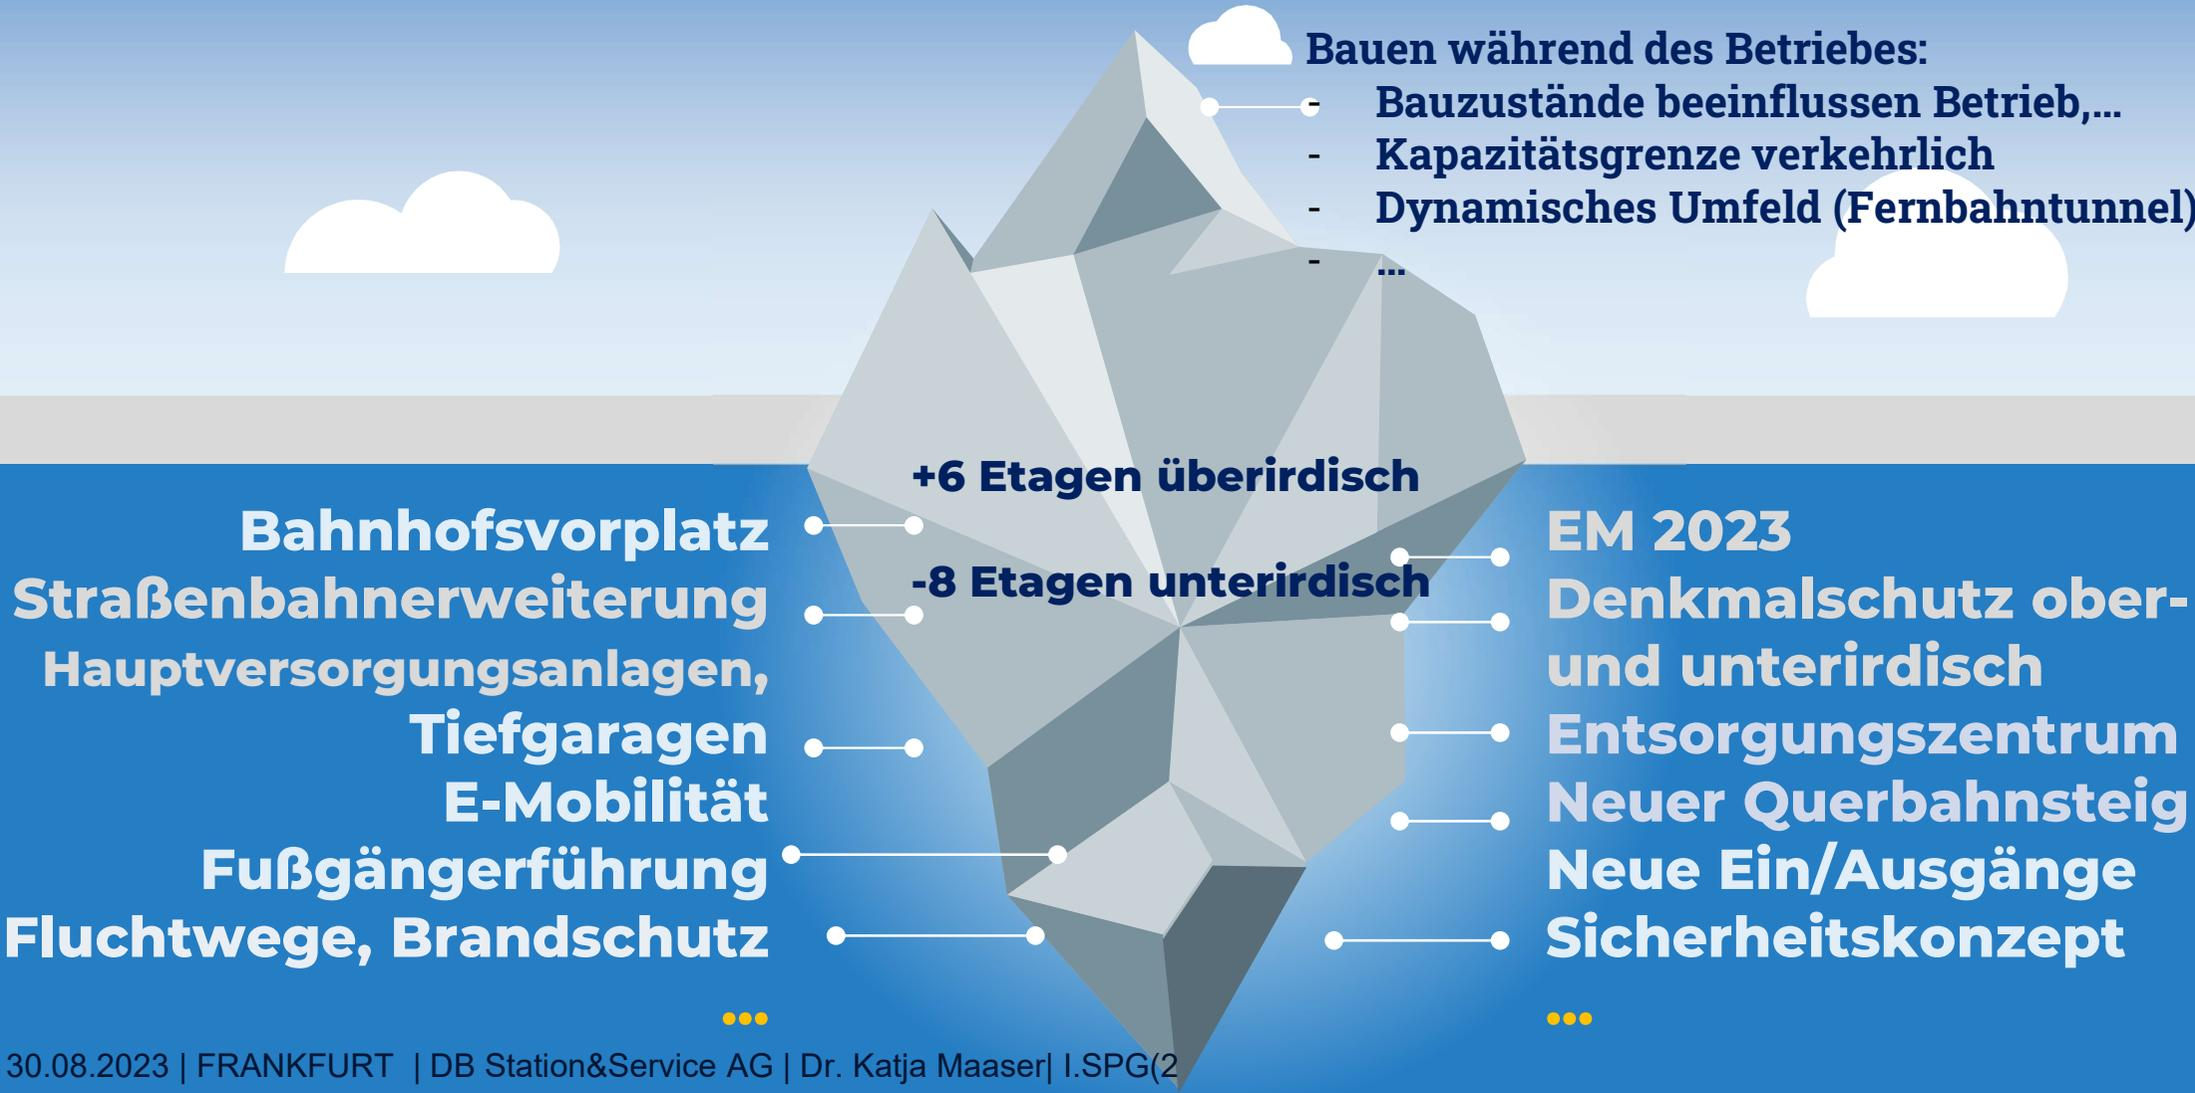 Bauen während des Betriebes:
- Bauzustände beeinflussen Betrieb,...
- Kapazitätsgrenze verkehrlich
- Dynamisches Umfeld (Fernbahntunnel)
- ...
+6 Etagen überirdisch
-8 Etagen unterirdisch
Bahnhofsvorplatz
Straßenbahnerweiterung
Hauptversorgungsanlagen,
Tiefgaragen
E-Mobilität
Fußgängerführung
Fluchtwege, Brandschutz
...
EM 2023
Denkmalschutz ober-
und unterirdisch
Entsorgungszentrum
Neuer Querbahnsteig
Neue Ein/Ausgänge
Sicherheitskonzept
...
30.08.2023 | FRANKFURT | DB Station&Service AG | Dr. Katja Maaser| I.SPG(2